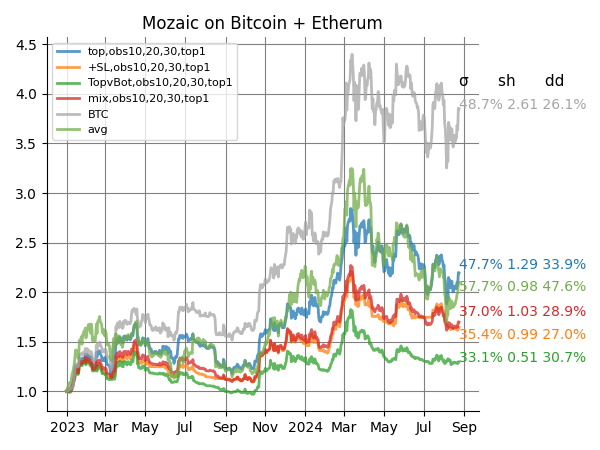 Mozaic on Bitcoin + Etherum
4.5
4.0
3.5
3.0
2.5
2.0
1.5
1.0
top,obs10,20,30,top1
+SL,obs10,20,30,top1
TopvBot,obs10,20,30,top1
mix,obs10,20,30,top1
BTC
avg
σ sh dd
48.7% 2.61 26.1%
47.7% 1.29 33.9%
57.7% 0.98 47.6%
37.0% 1.03 28.9%
35.4% 0.99 27.0%
33.1% 0.51 30.7%
2023 Mar May Jul Sep Nov 2024 Mar May Jul Sep